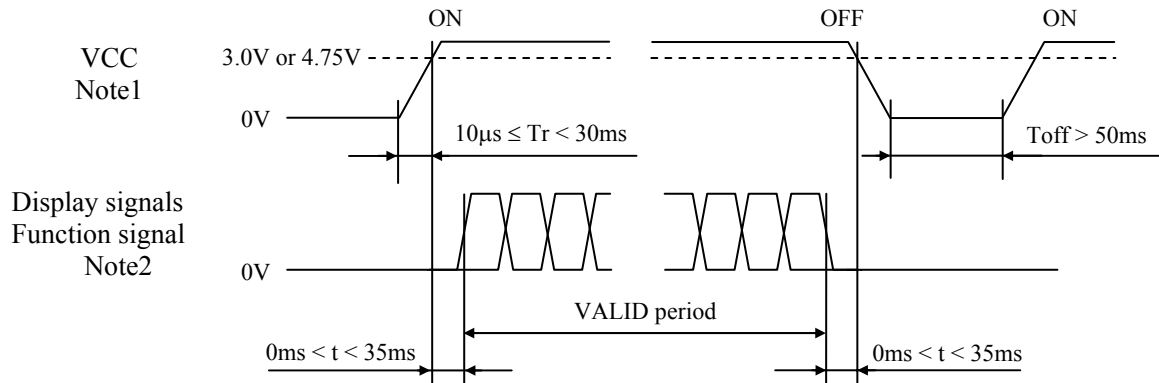 ON
OFF
ON
VCC
Note1
3.0V or 4.75V
0V
10μs ≤ Tr < 30ms
Toff > 50ms
Display signals
Function signal
Note2
0V
VALID period
0ms < t < 35ms
0ms < t < 35ms